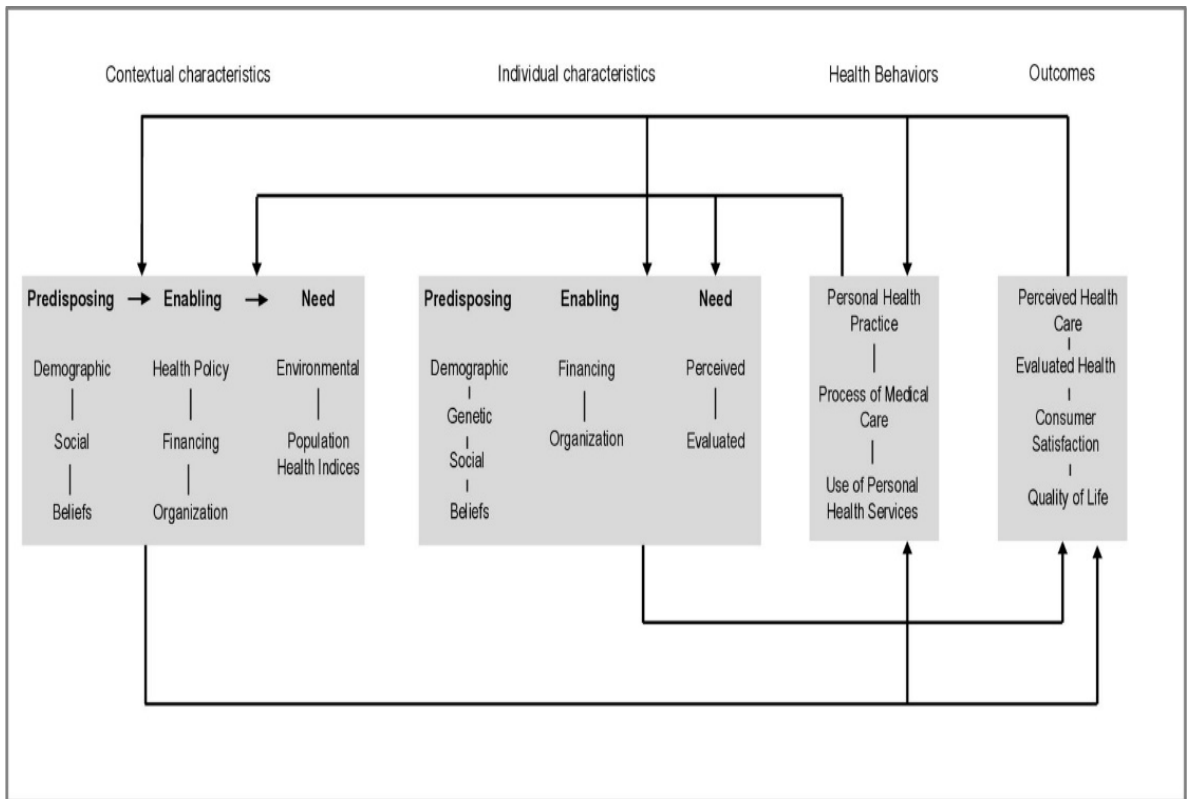 Contextual characteristics
Individual characteristics
Health Behaviors
Outcomes
Predisposing
Enabling
Need
Demographic
Social
Beliefs
Health Policy
Financing
Organization
Environmental
Population
Health Indices
Predisposing
Enabling
Need
Demographic
Genetic
Social
Beliefs
Financing
Organization
Perceived
Evaluated
Personal Health
Practice
Process of Medical
Care
Use of Personal
Health Services
Perceived Health
Care
Evaluated Health
Consumer
Satisfaction
Quality of Life